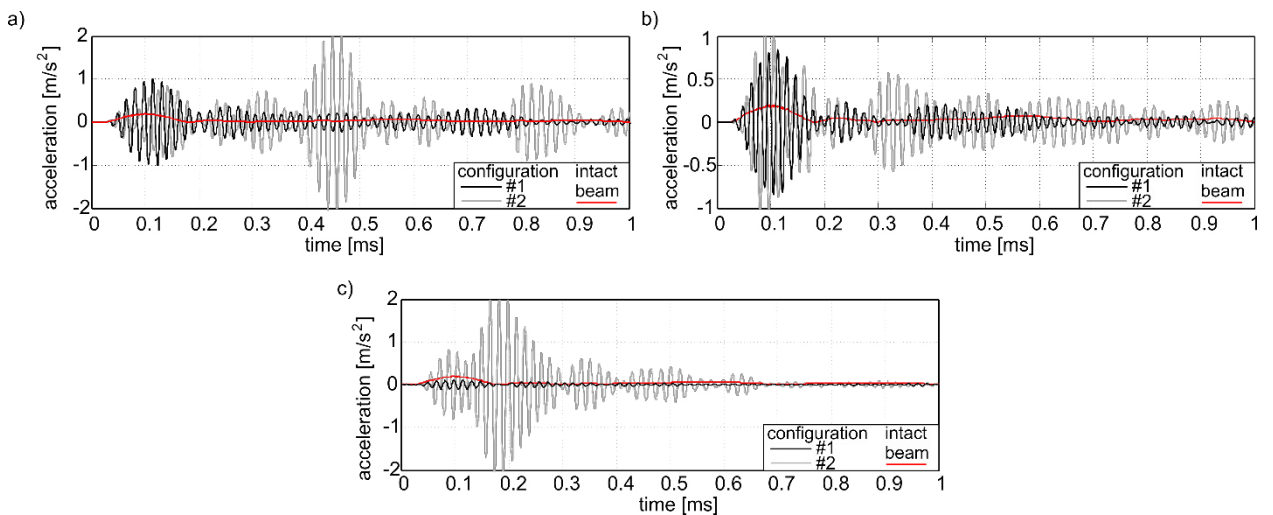 a)
acceleration [m/s²]
2
1
0
-1
-2
0 0.1 0.2 0.3 0.4 0.5 0.6 0.7 0.8 0.9 1
time [ms]
configuration intact
#1 beam
#2
b)
acceleration [m/s²]
1
0.5
0
-0.5
-1
0 0.1 0.2 0.3 0.4 0.5 0.6 0.7 0.8 0.9 1
time [ms]
configuration intact
#1 beam
#2
c)
acceleration [m/s²]
2
1
0
-1
-2
0 0.1 0.2 0.3 0.4 0.5 0.6 0.7 0.8 0.9 1
time [ms]
configuration intact
#1 beam
#2